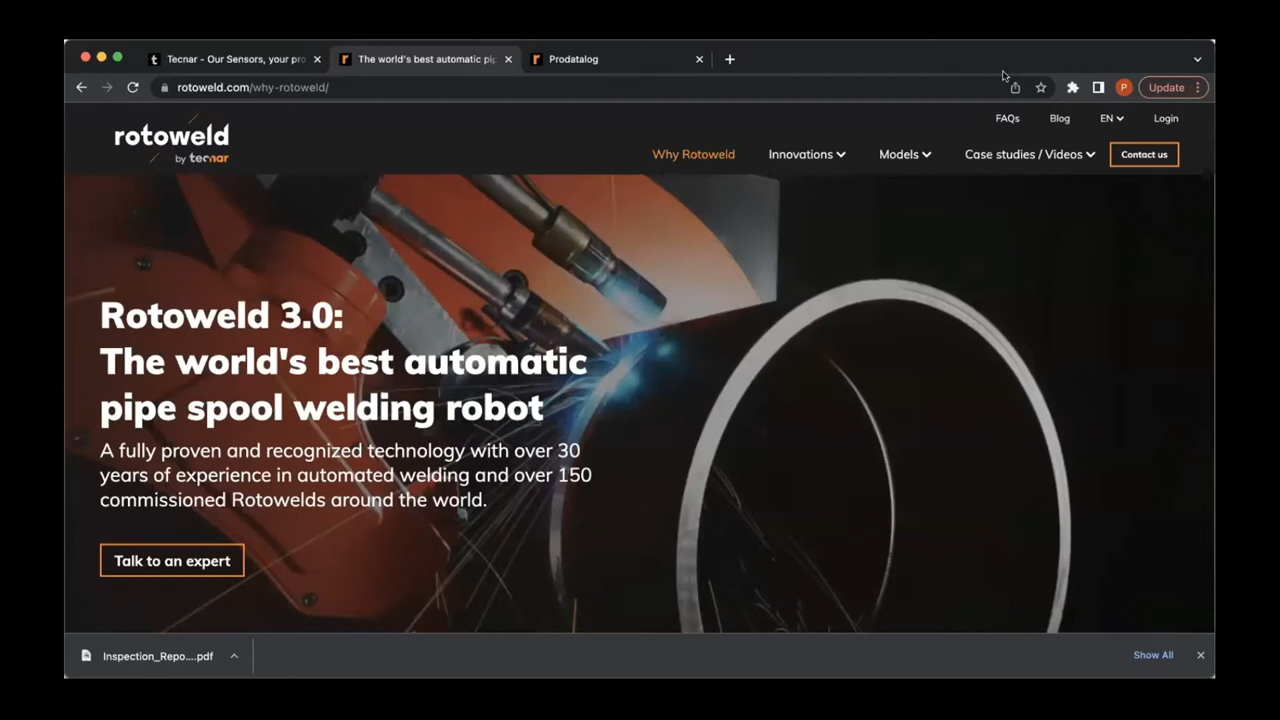 Tecnar - Our Sensors, your pro
The world's best automatic pip
Prodatalog
rotoweld.com/why-rotoweld/
P
Update
FAQs
Blog
EN
Login
rotoweld
by tecnar
Why Rotoweld
Innovations
Models
Case studies / Videos
Contact us
Rotoweld 3.0:
The world's best automatic
pipe spool welding robot
A fully proven and recognized technology with over 30
years of experience in automated welding and over 150
commissioned Rotowelds around the world.
Talk to an expert
Inspection_Repo....pdf
Show All